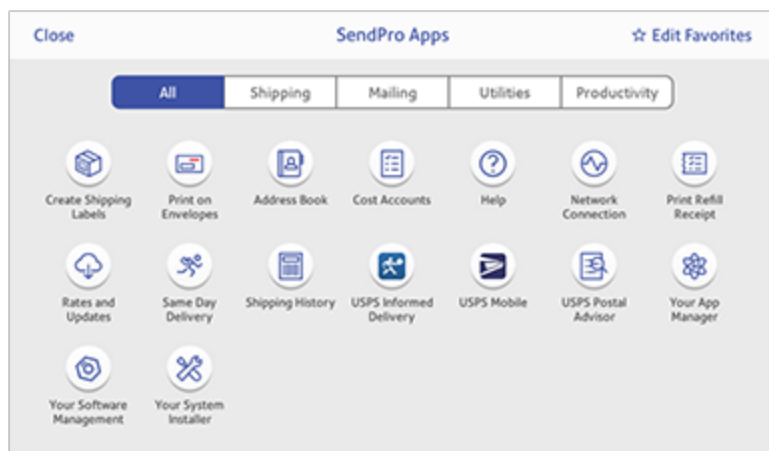 Close SendPro Apps Edit Favorites
All Shipping Mailing Utilities Productivity
Create Shipping Labels
Print on Envelopes
Address Book
Cost Accounts
Help
Network Connection
Print Refill Receipt
Rates and Updates
Same Day Delivery
Shipping History
USPS Informed Delivery
USPS Mobile
USPS Postal Advisor
Your App Manager
Your Software Management
Your System Installer